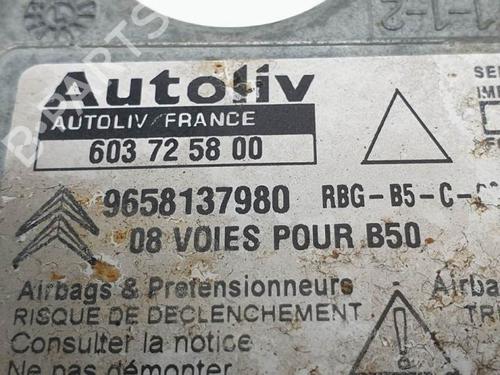 Autoliv
AUTOLIV/FRANCE
603 72 58 00
9658137980 RBG-B5-C-
08 VOIES POUR B50
Airbags & Pretensionneurs
RISQUE DE DECLENCHEMENT
Consulter la notice
Ne pas démonter